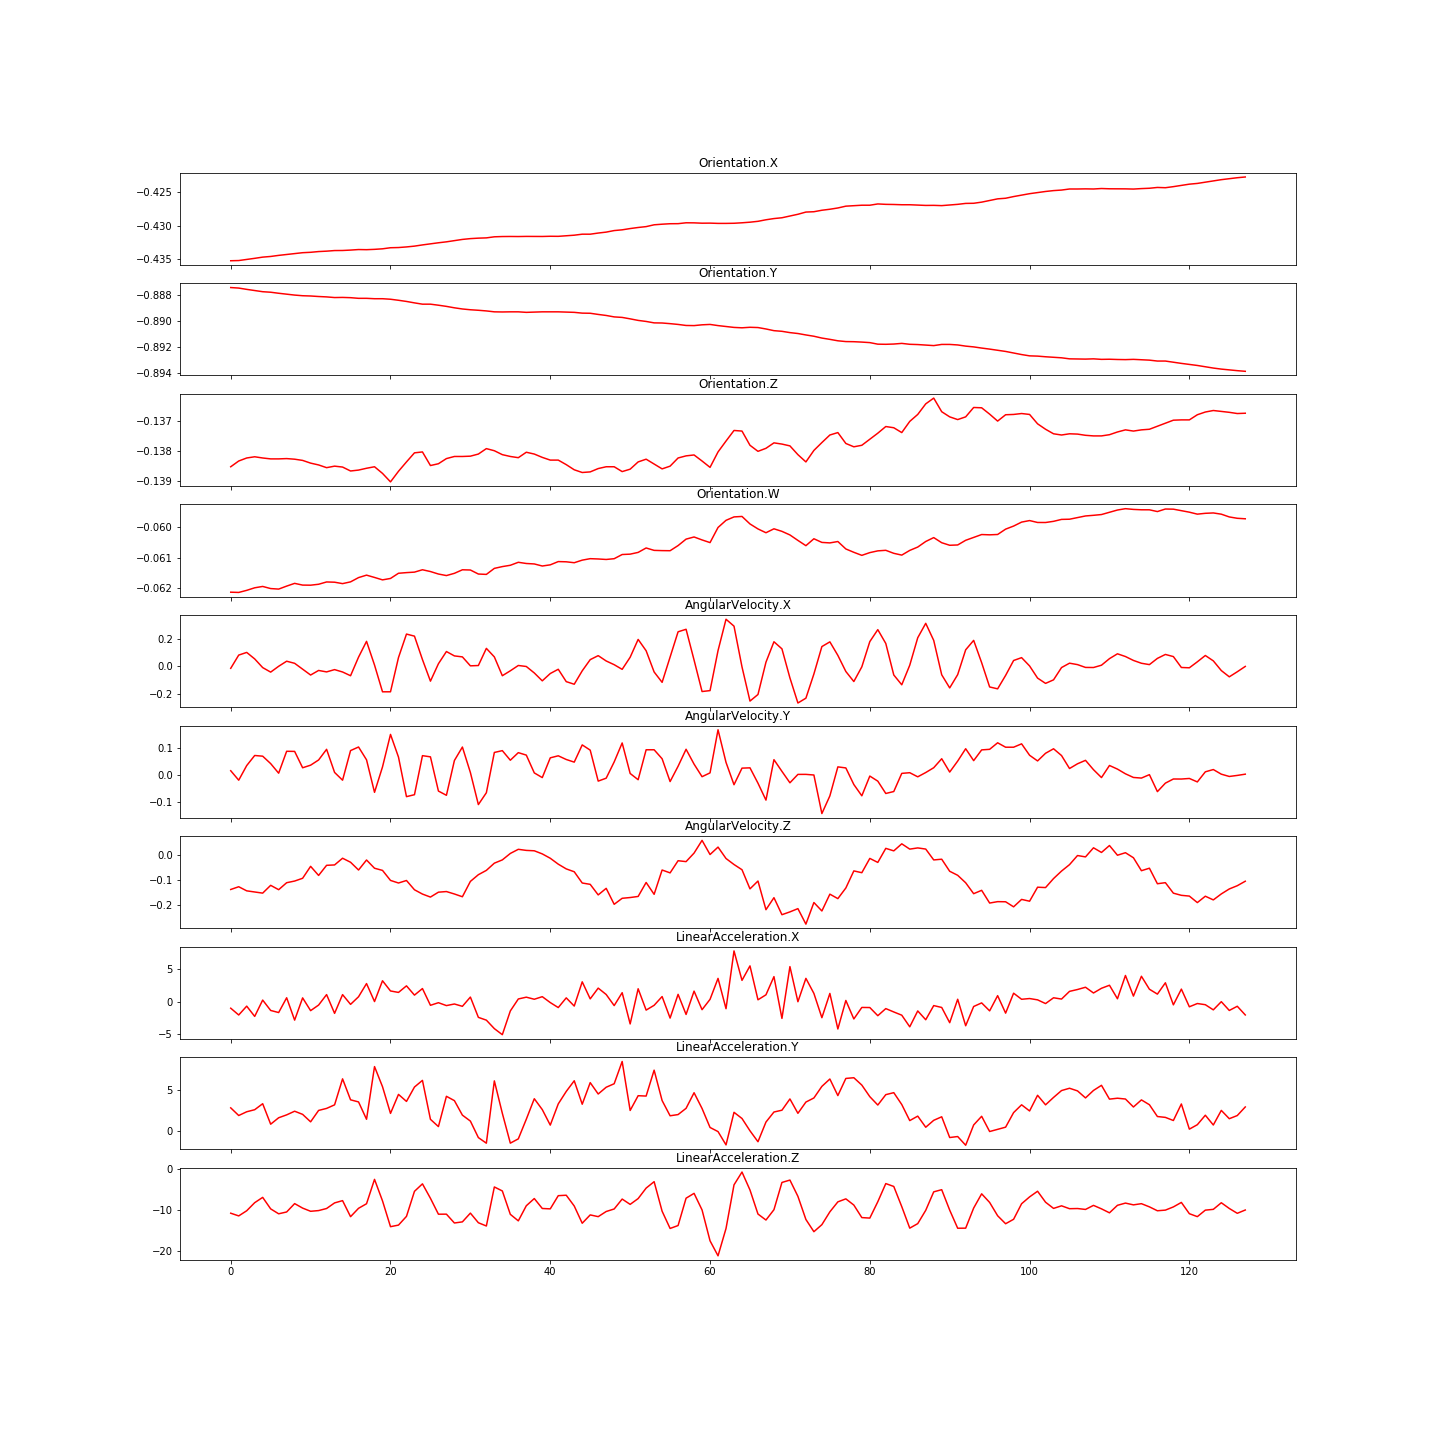 Orientation.X
−0.425
−0.430
−0.435
Orientation.Y
−0.888
−0.890
−0.892
−0.894
Orientation.Z
−0.137
−0.138
−0.139
Orientation.W
−0.060
−0.061
−0.062
AngularVelocity.X
0.2
0.0
−0.2
AngularVelocity.Y
0.1
0.0
−0.1
AngularVelocity.Z
0.0
−0.1
−0.2
LinearAcceleration.X
5
0
−5
LinearAcceleration.Y
5
0
LinearAcceleration.Z
0
−10
−20
0 20 40 60 80 100 120